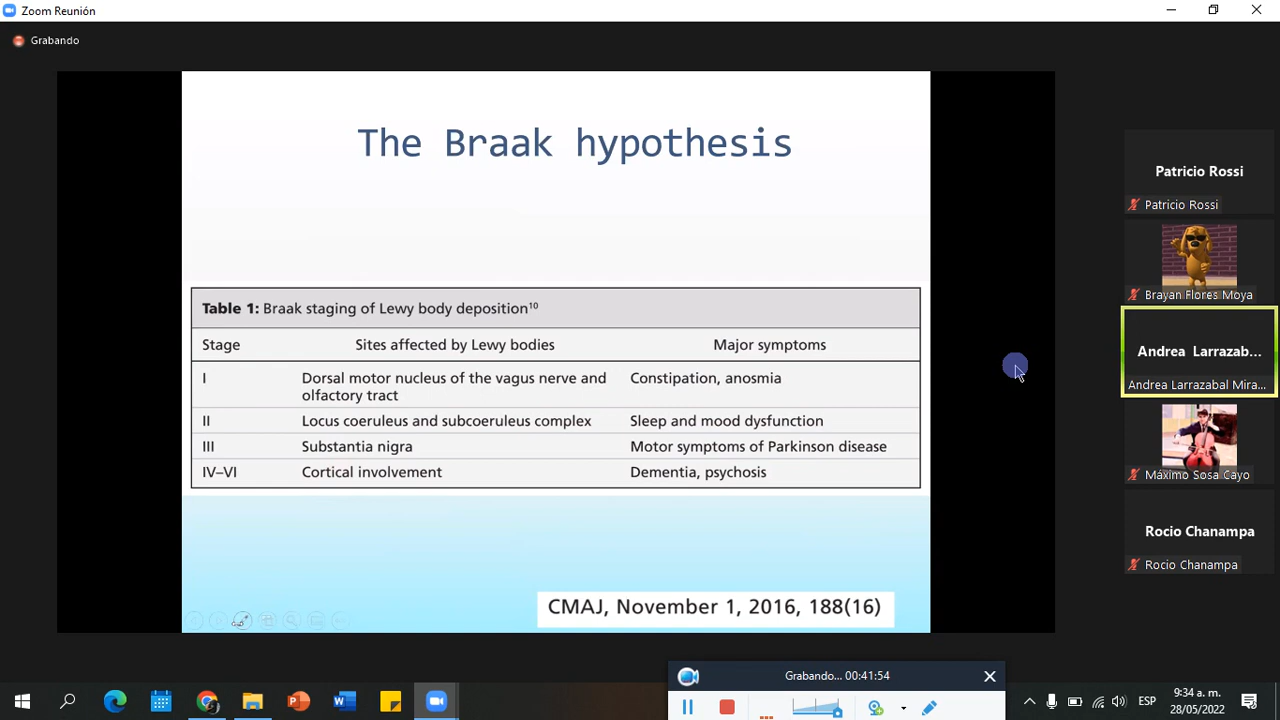 Zoom Reunión
Grabando
The Braak hypothesis
Table 1: Braak staging of Lewy body deposition¹⁰
Stage Sites affected by Lewy bodies Major symptoms
I Dorsal motor nucleus of the vagus nerve and olfactory tract Constipation, anosmia
II Locus coeruleus and subcoeruleus complex Sleep and mood dysfunction
III Substantia nigra Motor symptoms of Parkinson disease
IV–VI Cortical involvement Dementia, psychosis
CMAJ, November 1, 2016, 188(16)
Patricio Rossi
Patricio Rossi
Brayan Flores Moya
Andrea Larrazab...
Andrea Larrazabal Mira...
Máximo Sosa Cayo
Rocio Chanampa
Rocio Chanampa
Grabando... 00:41:54
ESP
9:34 a. m.
28/05/2022